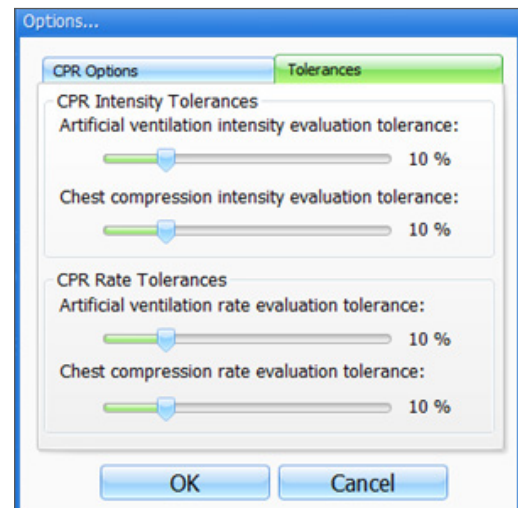 Options...
CPR Options
Tolerances
CPR Intensity Tolerances
Artificial ventilation intensity evaluation tolerance:
10 %
Chest compression intensity evaluation tolerance:
10 %
CPR Rate Tolerances
Artificial ventilation rate evaluation tolerance:
10 %
Chest compression rate evaluation tolerance:
10 %
OK
Cancel